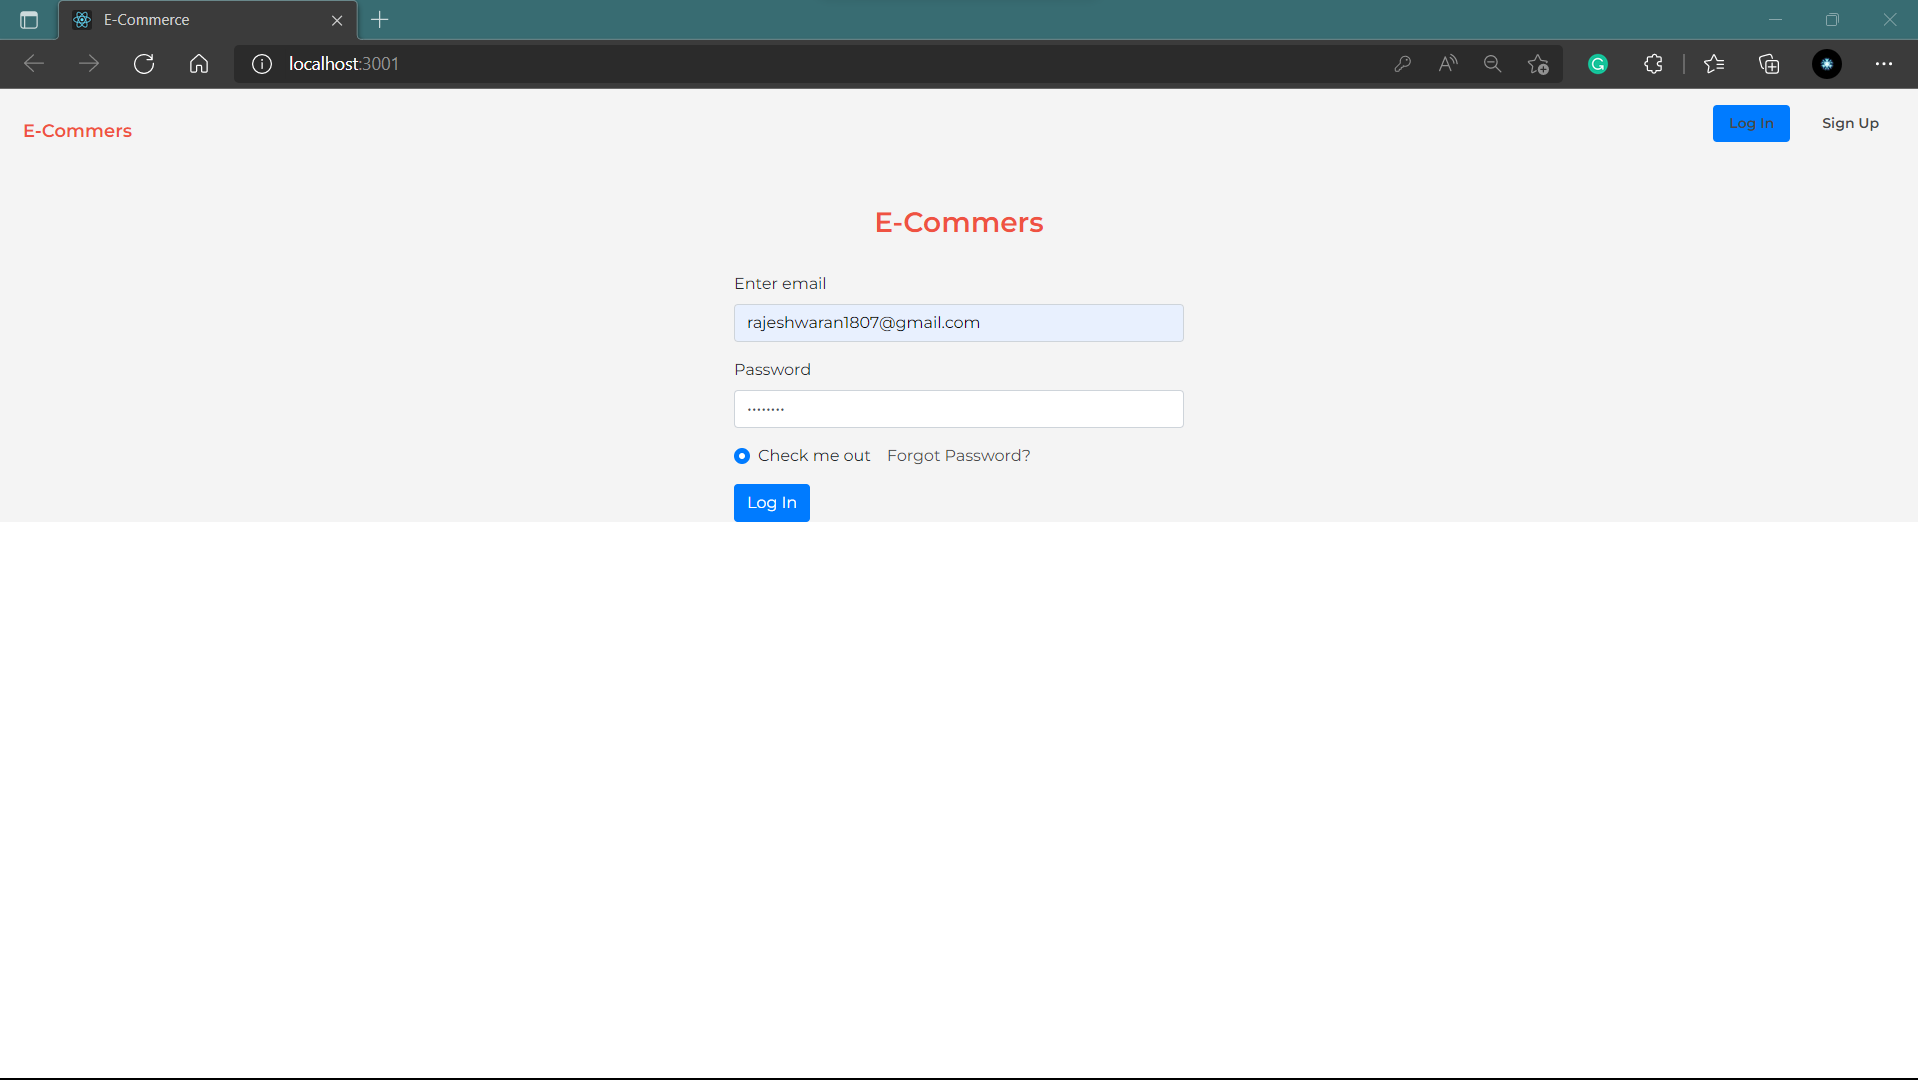 E-Commerce
localhost:3001
E-Commers
Log In
Sign Up
E-Commers
Enter email
rajeshwaran1807@gmail.com
Password
········
Check me out Forgot Password?
Log In